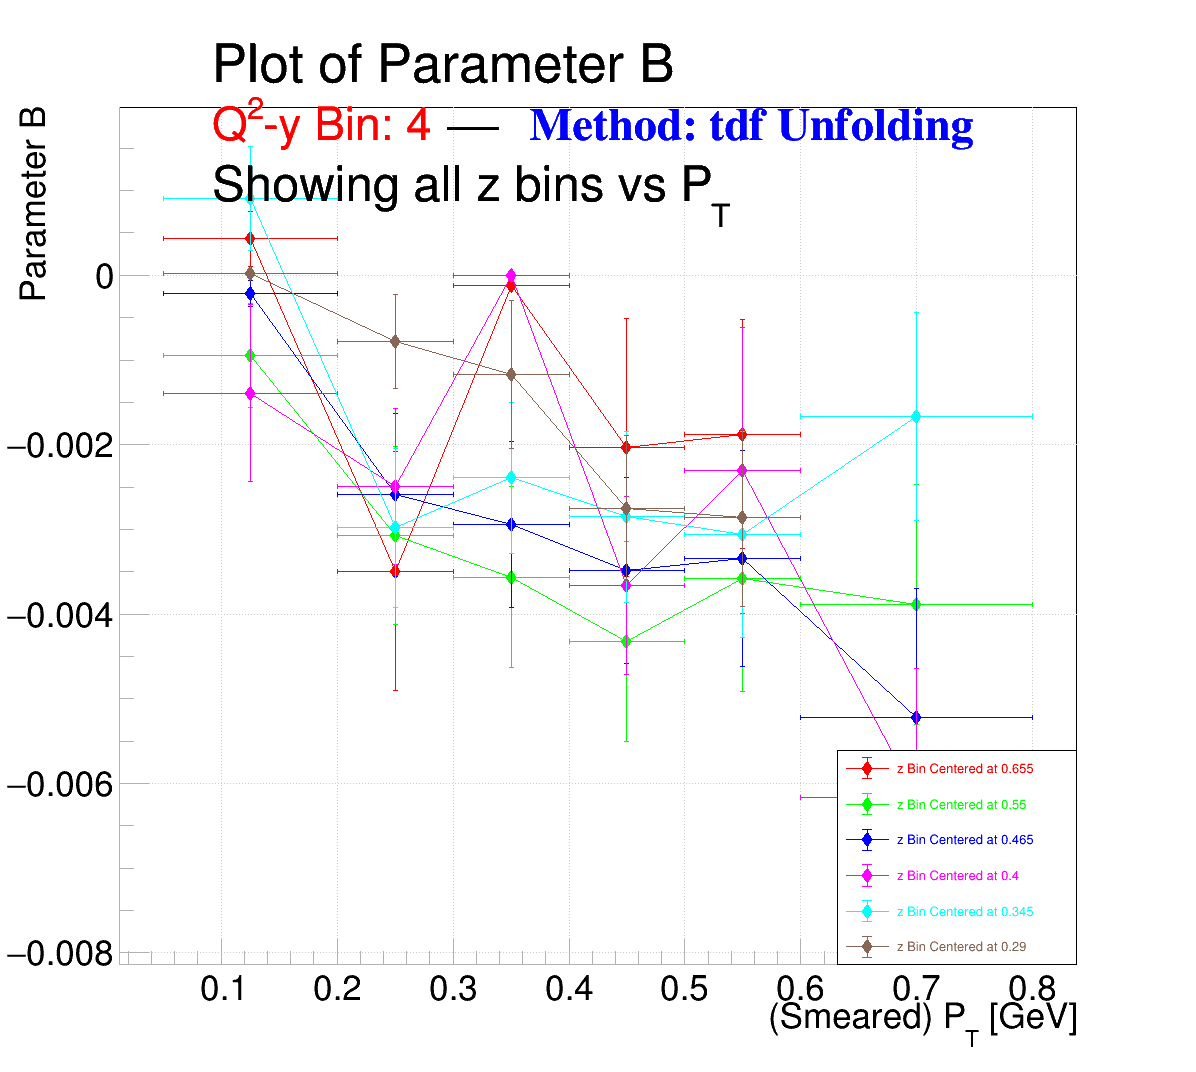 Plot of Parameter B
Q²-y Bin: 4 — Method: tdf Unfolding
Showing all z bins vs P_T
Parameter B
0
−0.002
−0.004
−0.006
−0.008
z Bin Centered at 0.655
z Bin Centered at 0.55
z Bin Centered at 0.465
z Bin Centered at 0.4
z Bin Centered at 0.345
z Bin Centered at 0.29
0.1 0.2 0.3 0.4 0.5 0.6 0.7 0.8
(Smeared) P_T [GeV]